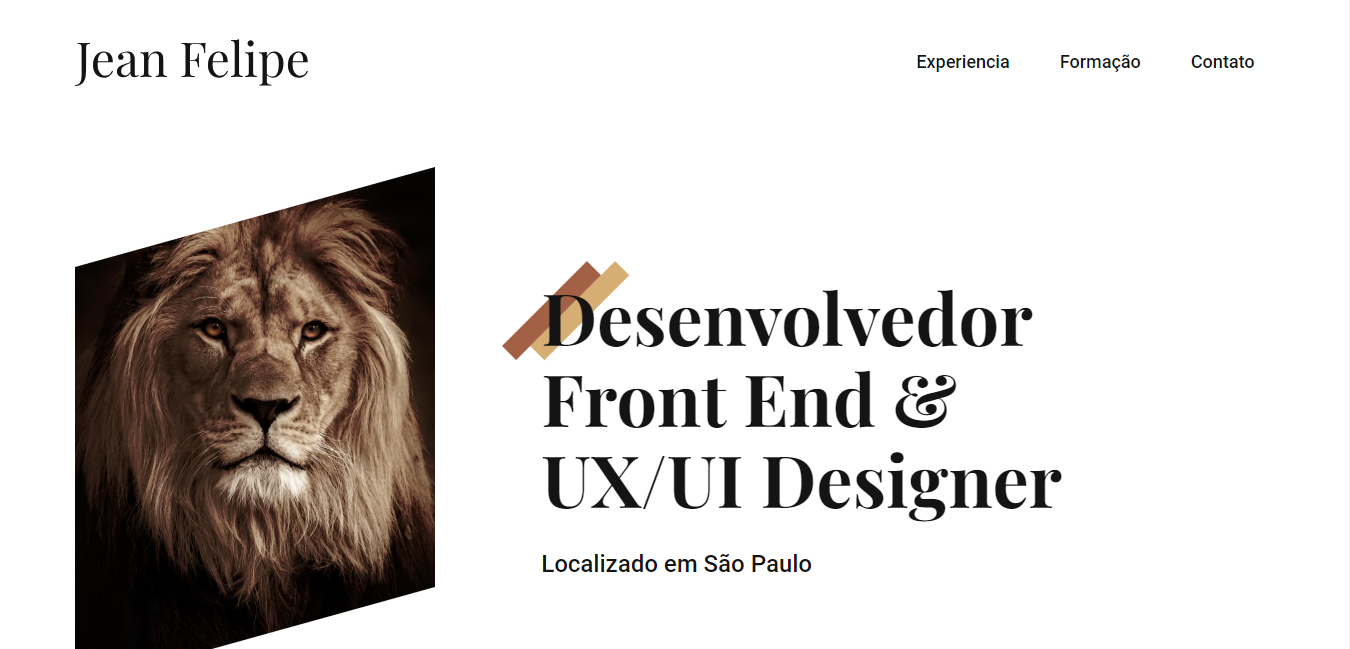 Jean Felipe
Experiencia Formação Contato
Desenvolvedor
Front End &
UX/UI Designer
Localizado em São Paulo